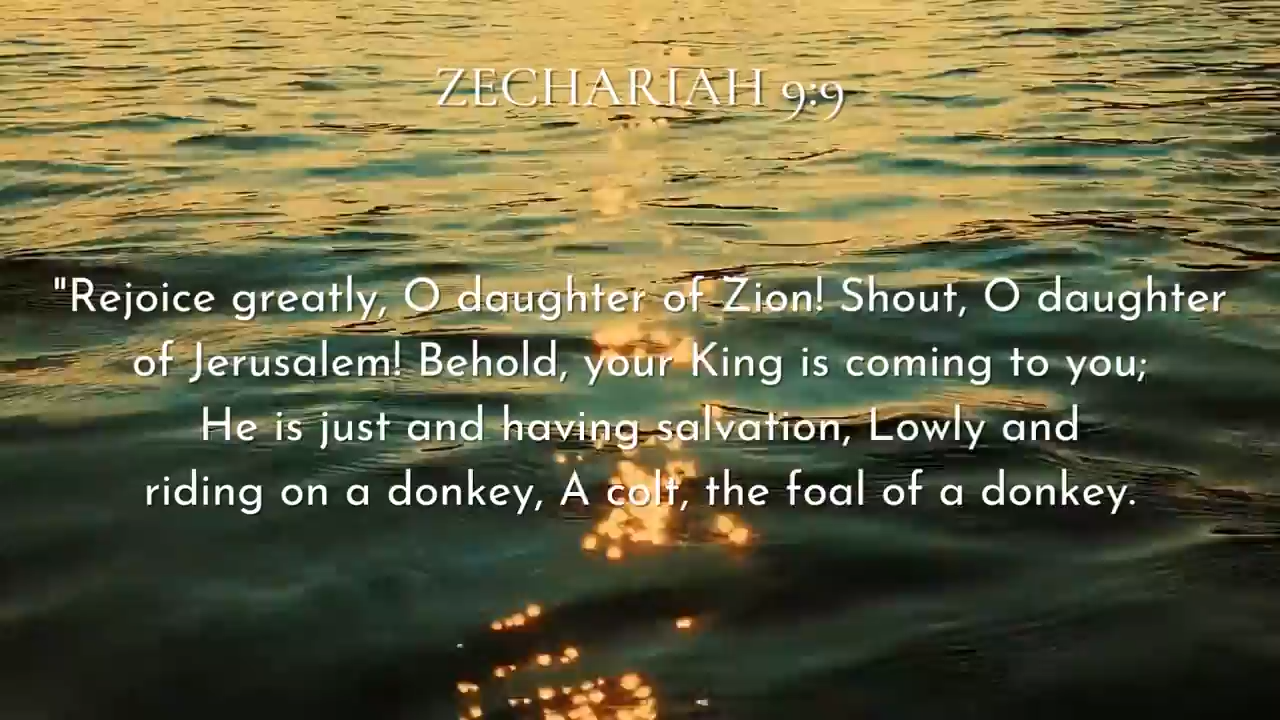 ZECHARIAH 9:9
"Rejoice greatly, O daughter of Zion! Shout, O daughter
of Jerusalem! Behold, your King is coming to you;
He is just and having salvation, Lowly and
riding on a donkey, A colt, the foal of a donkey.